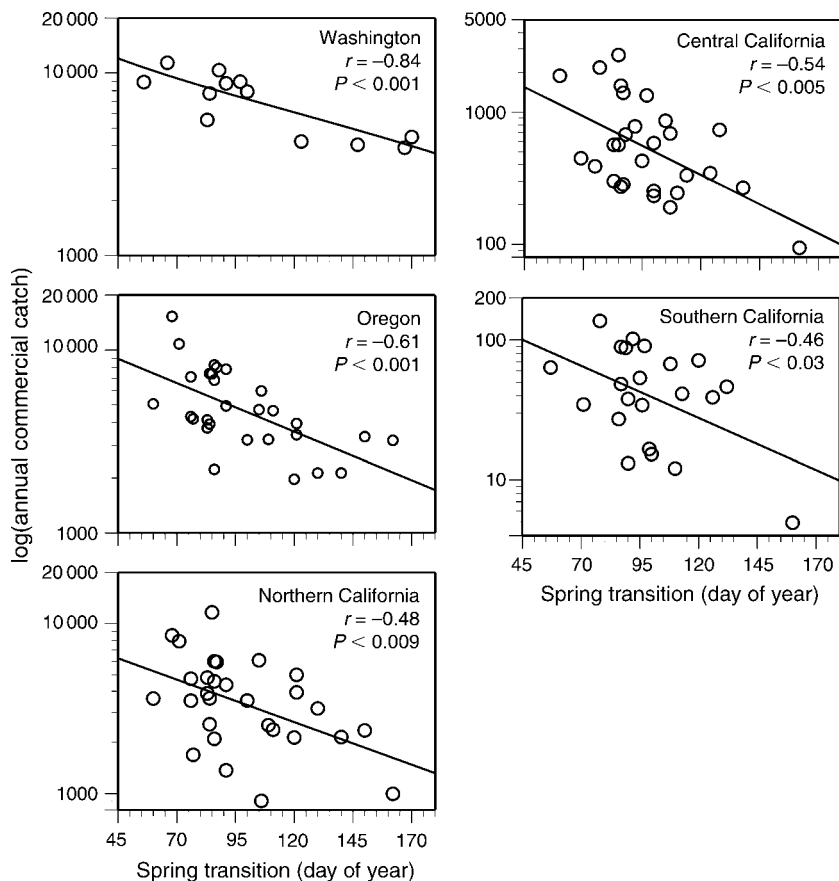 log(annual commercial catch)
20 000
10 000
1000
Washington
r = –0.84
P < 0.001
20 000
10 000
1000
Oregon
r = –0.61
P < 0.001
20 000
10 000
1000
Northern California
r = –0.48
P < 0.009
45 70 95 120 145 170
Spring transition (day of year)
5000
1000
100
Central California
r = –0.54
P < 0.005
200
100
10
Southern California
r = –0.46
P < 0.03
45 70 95 120 145 170
Spring transition (day of year)